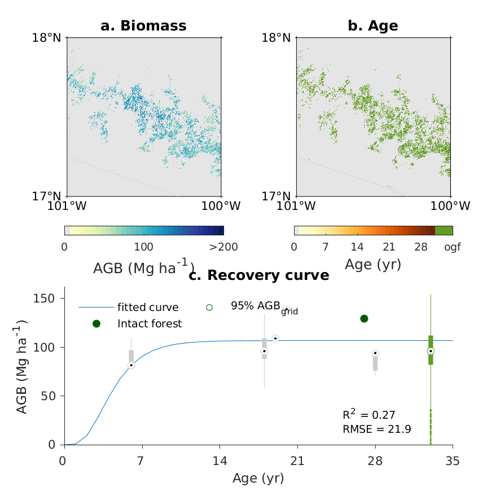 a. Biomass
18°N
17°N
101°W
100°W
0
100
>200
AGB (Mg ha⁻¹)
b. Age
18°N
17°N
101°W
100°W
0
7
14
21
28
ogf
Age (yr)
c. Recovery curve
150
100
50
0
AGB (Mg ha⁻¹)
fitted curve
95% AGBgrid
Intact forest
R² = 0.27
RMSE = 21.9
0
7
14
21
28
35
Age (yr)